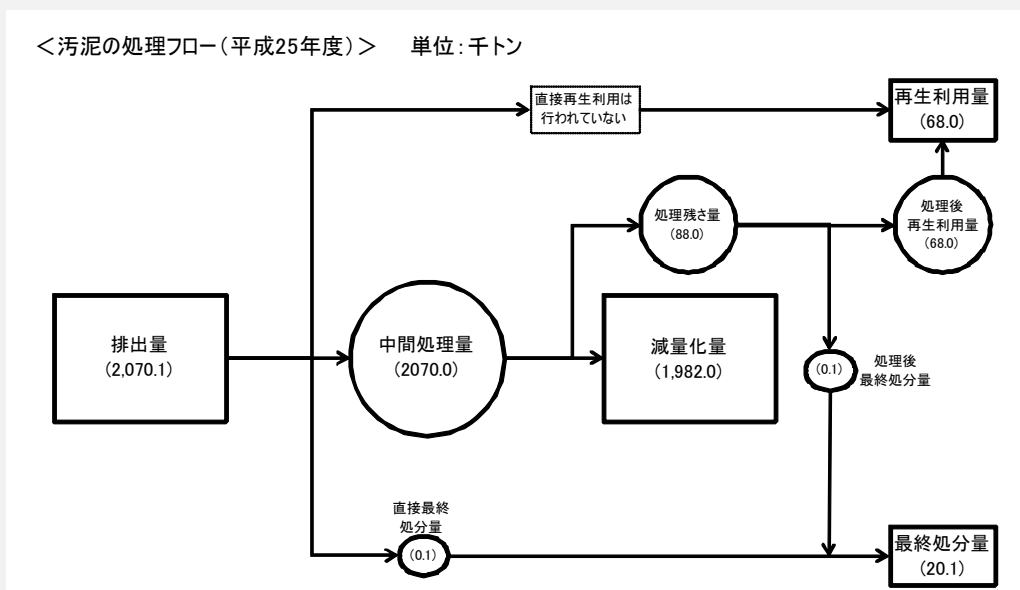 ＜汚泥の処理フロー（平成25年度）＞　単位：千トン
直接再生利用は
行われていない
再生利用量
（68.0）
処理残さ量
（88.0）
処理後
再生利用量
（68.0）
排出量
（2,070.1）
中間処理量
（2070.0）
減量化量
（1,982.0）
（0.1）
処理後
最終処分量
直接最終
処分量
（0.1）
最終処分量
（20.1）